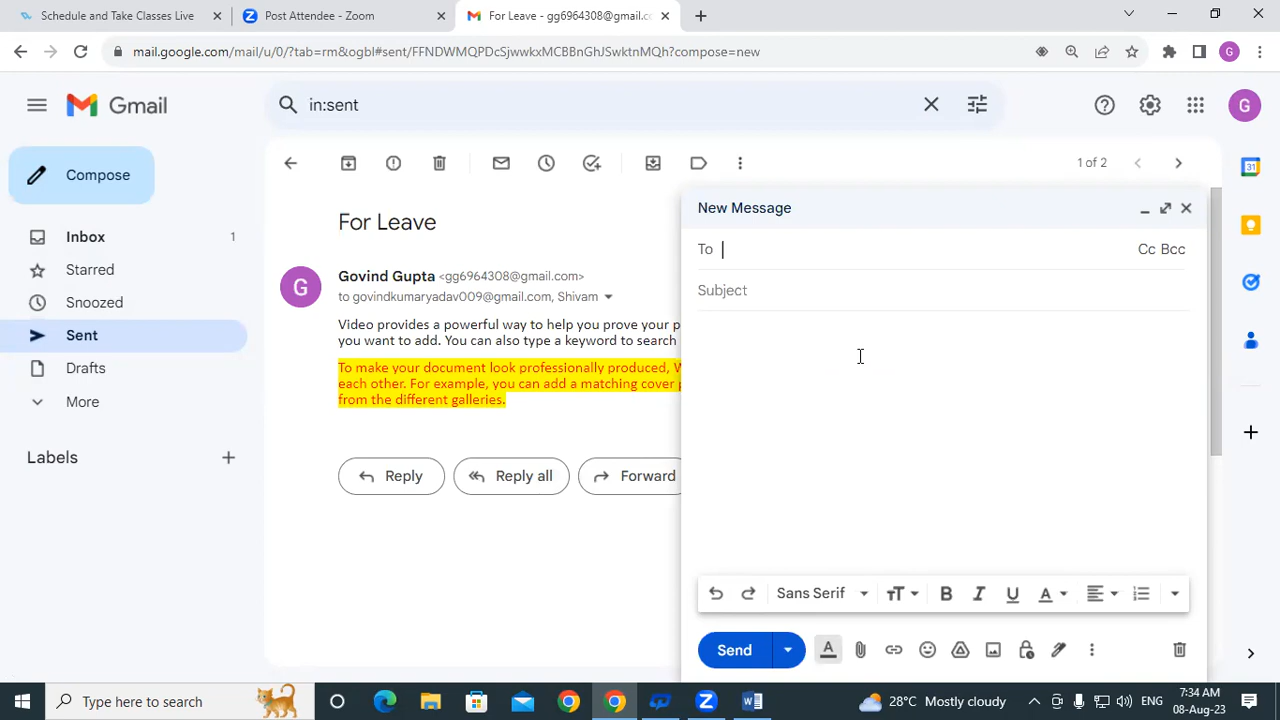 Schedule and Take Classes Live
Post Attendee - Zoom
For Leave - gg6964308@gmail.co
mail.google.com/mail/u/0/?tab=rm&ogbl#sent/FFNDWMQPDcSjwwkxMCBBnGhJSwktnMQh?compose=new
G
Gmail
in:sent
G
Compose
1 of 2
Inbox 1
Starred
Snoozed
Sent
Drafts
More
Labels
For Leave
G
Govind Gupta <gg6964308@gmail.com>
to govindkumaryadav009@gmail.com, Shivam
Video provides a powerful way to help you prove your p
you want to add. You can also type a keyword to search
To make your document look professionally produced, W
each other. For example, you can add a matching cover p
from the different galleries.
Reply
Reply all
Forward
New Message
To
Cc Bcc
Subject
Sans Serif
Send
31
Type here to search
28°C Mostly cloudy
ENG
7:34 AM
08-Aug-23